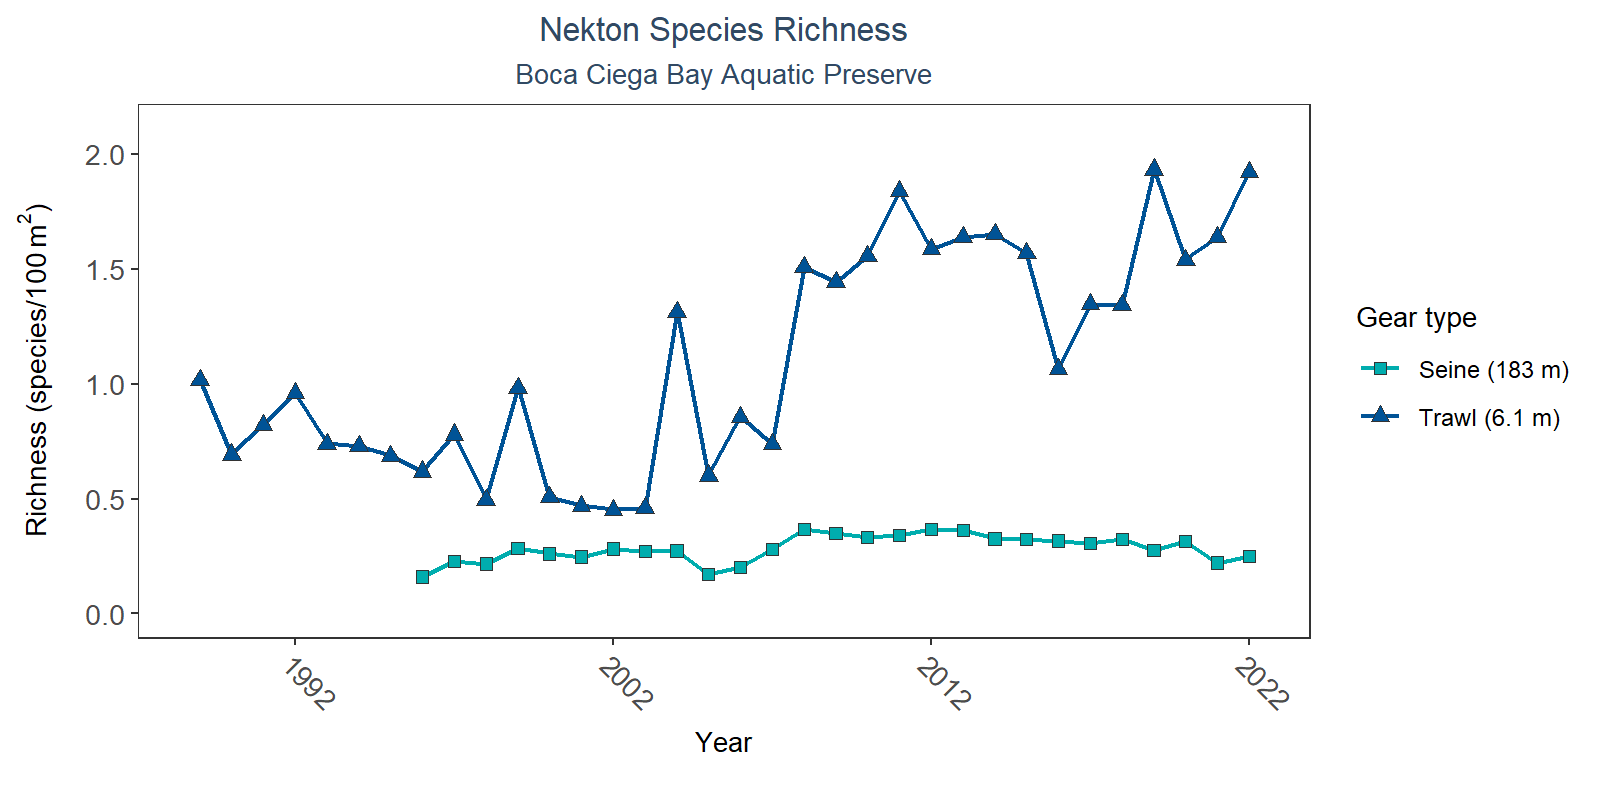 Nekton Species Richness
Boca Ciega Bay Aquatic Preserve
Richness (species/100 m²)
2.0
1.5
1.0
0.5
0.0
1992
2002
2012
2022
Year
Gear type
Seine (183 m)
Trawl (6.1 m)